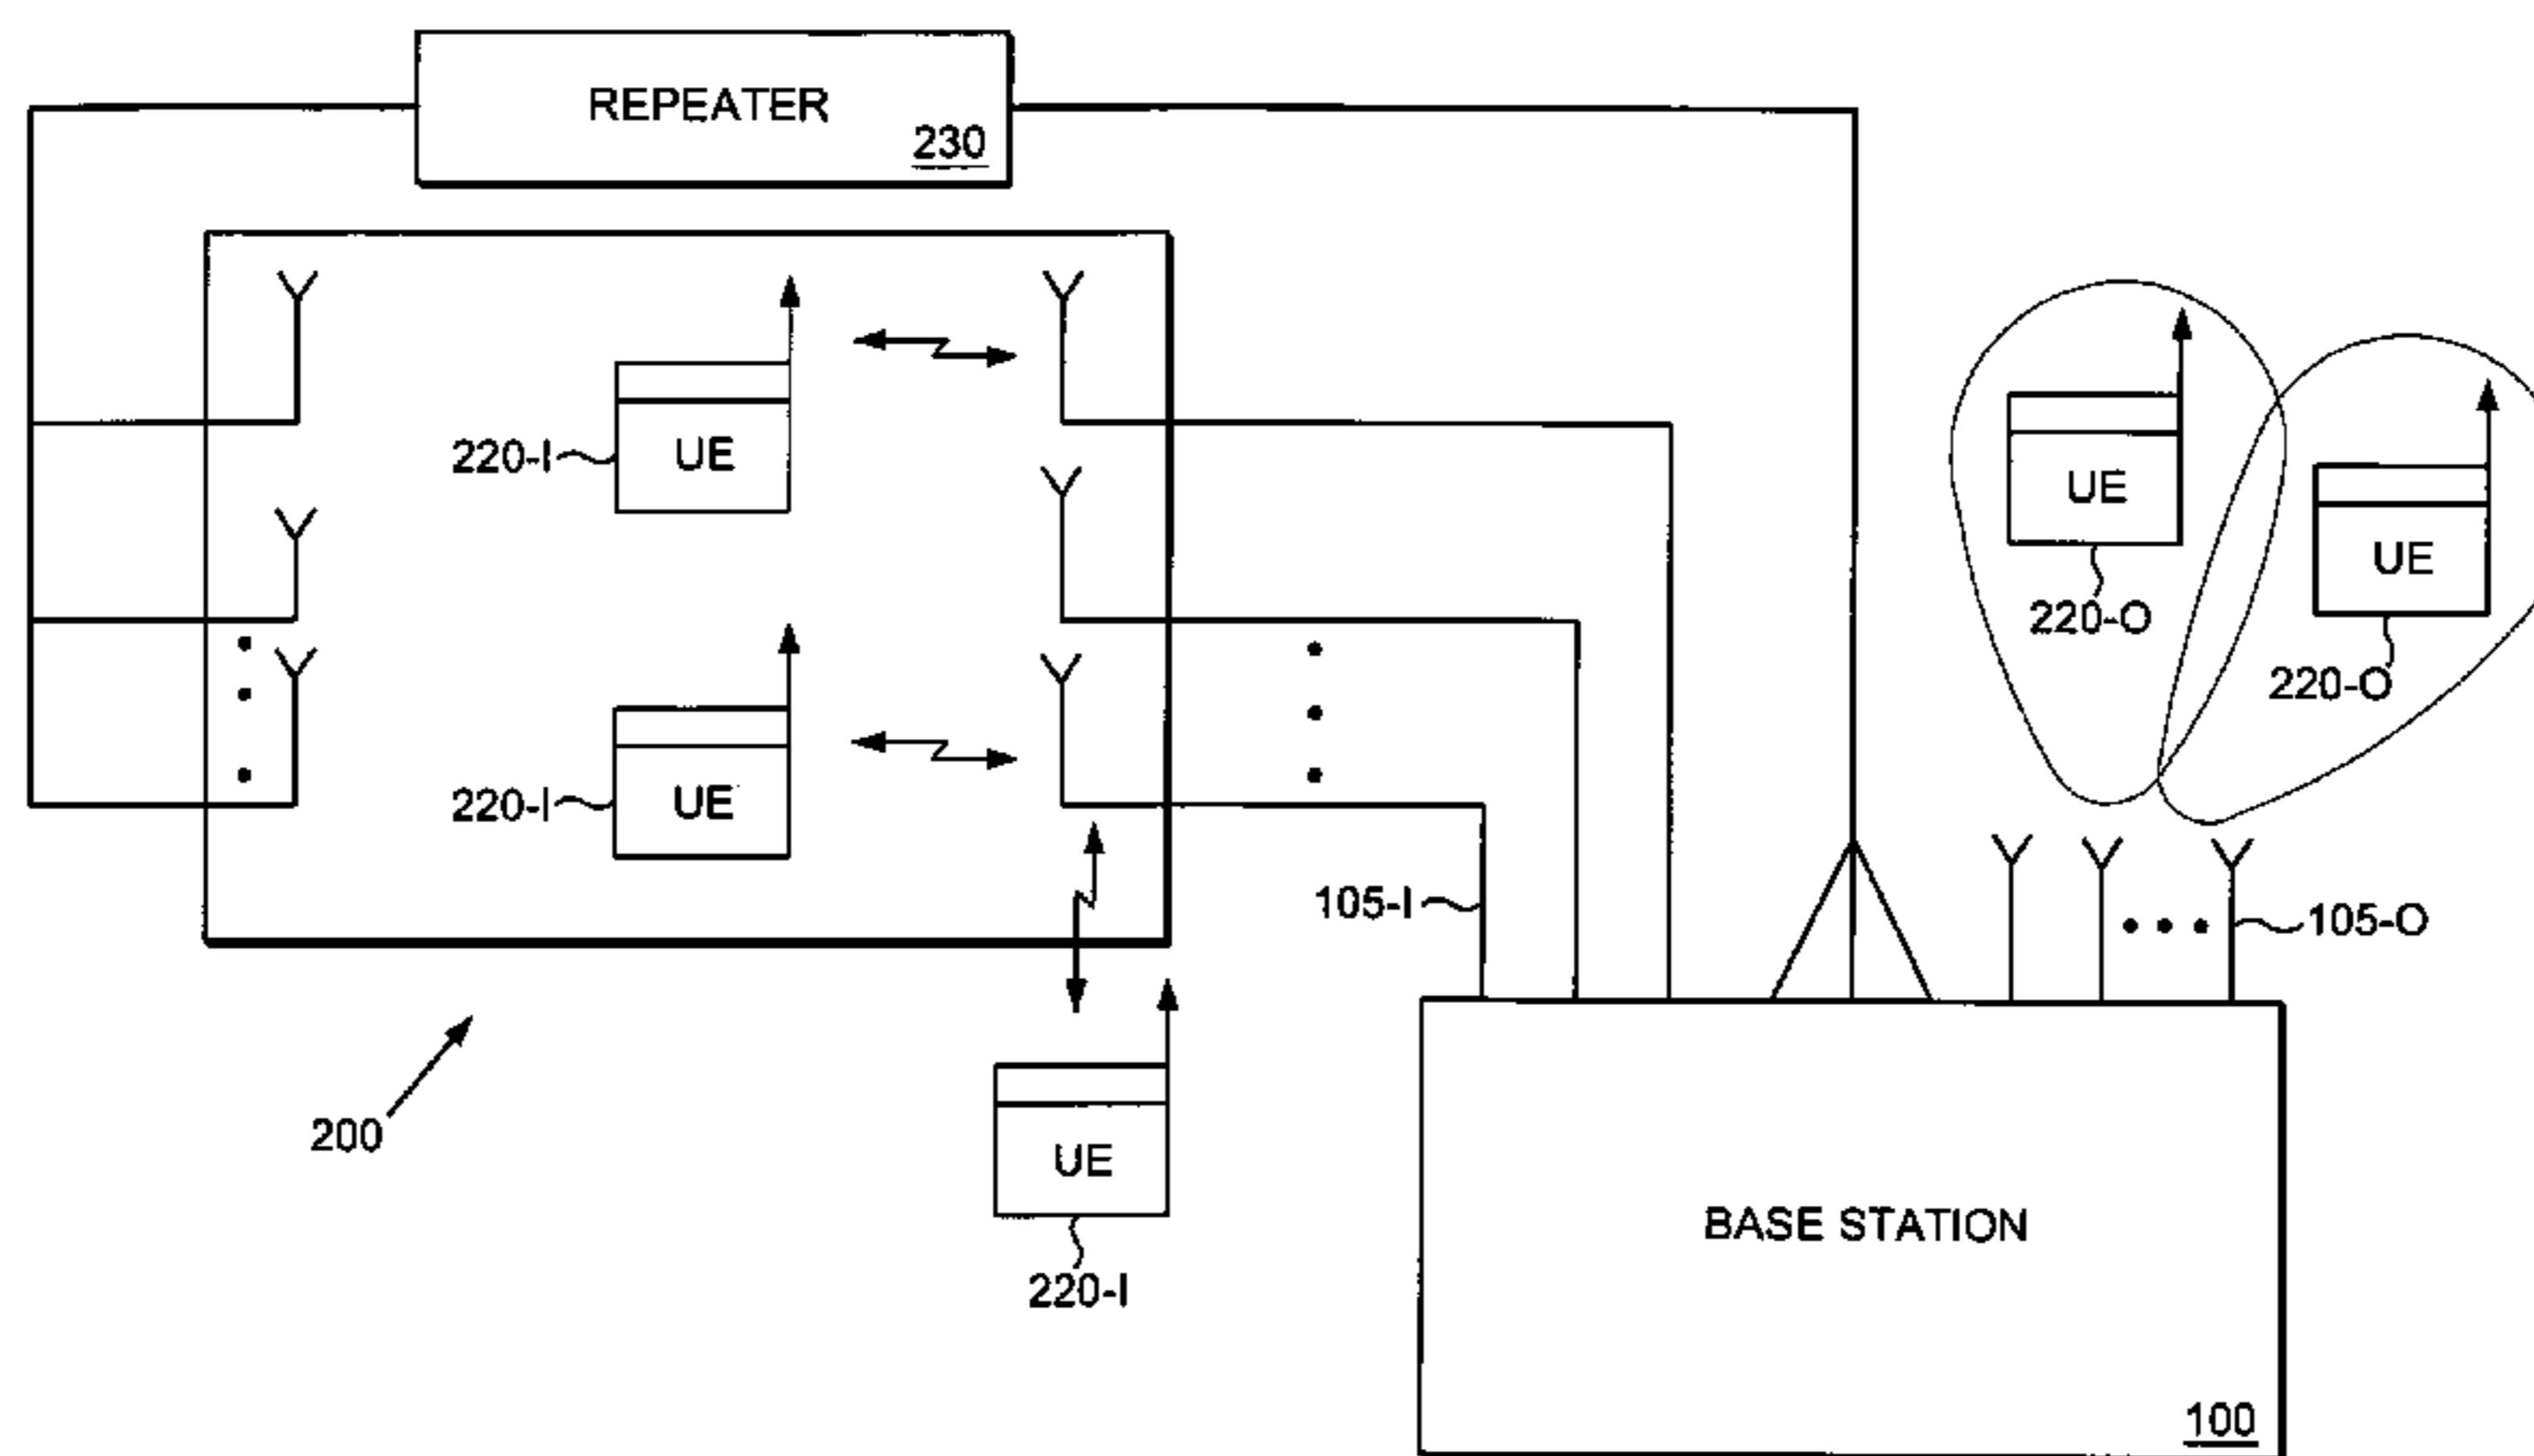 REPEATER
230
220-I
UE
220-I
UE
UE
220-O
UE
220-O
105-I
105-O
200
UE
220-I
BASE STATION
100